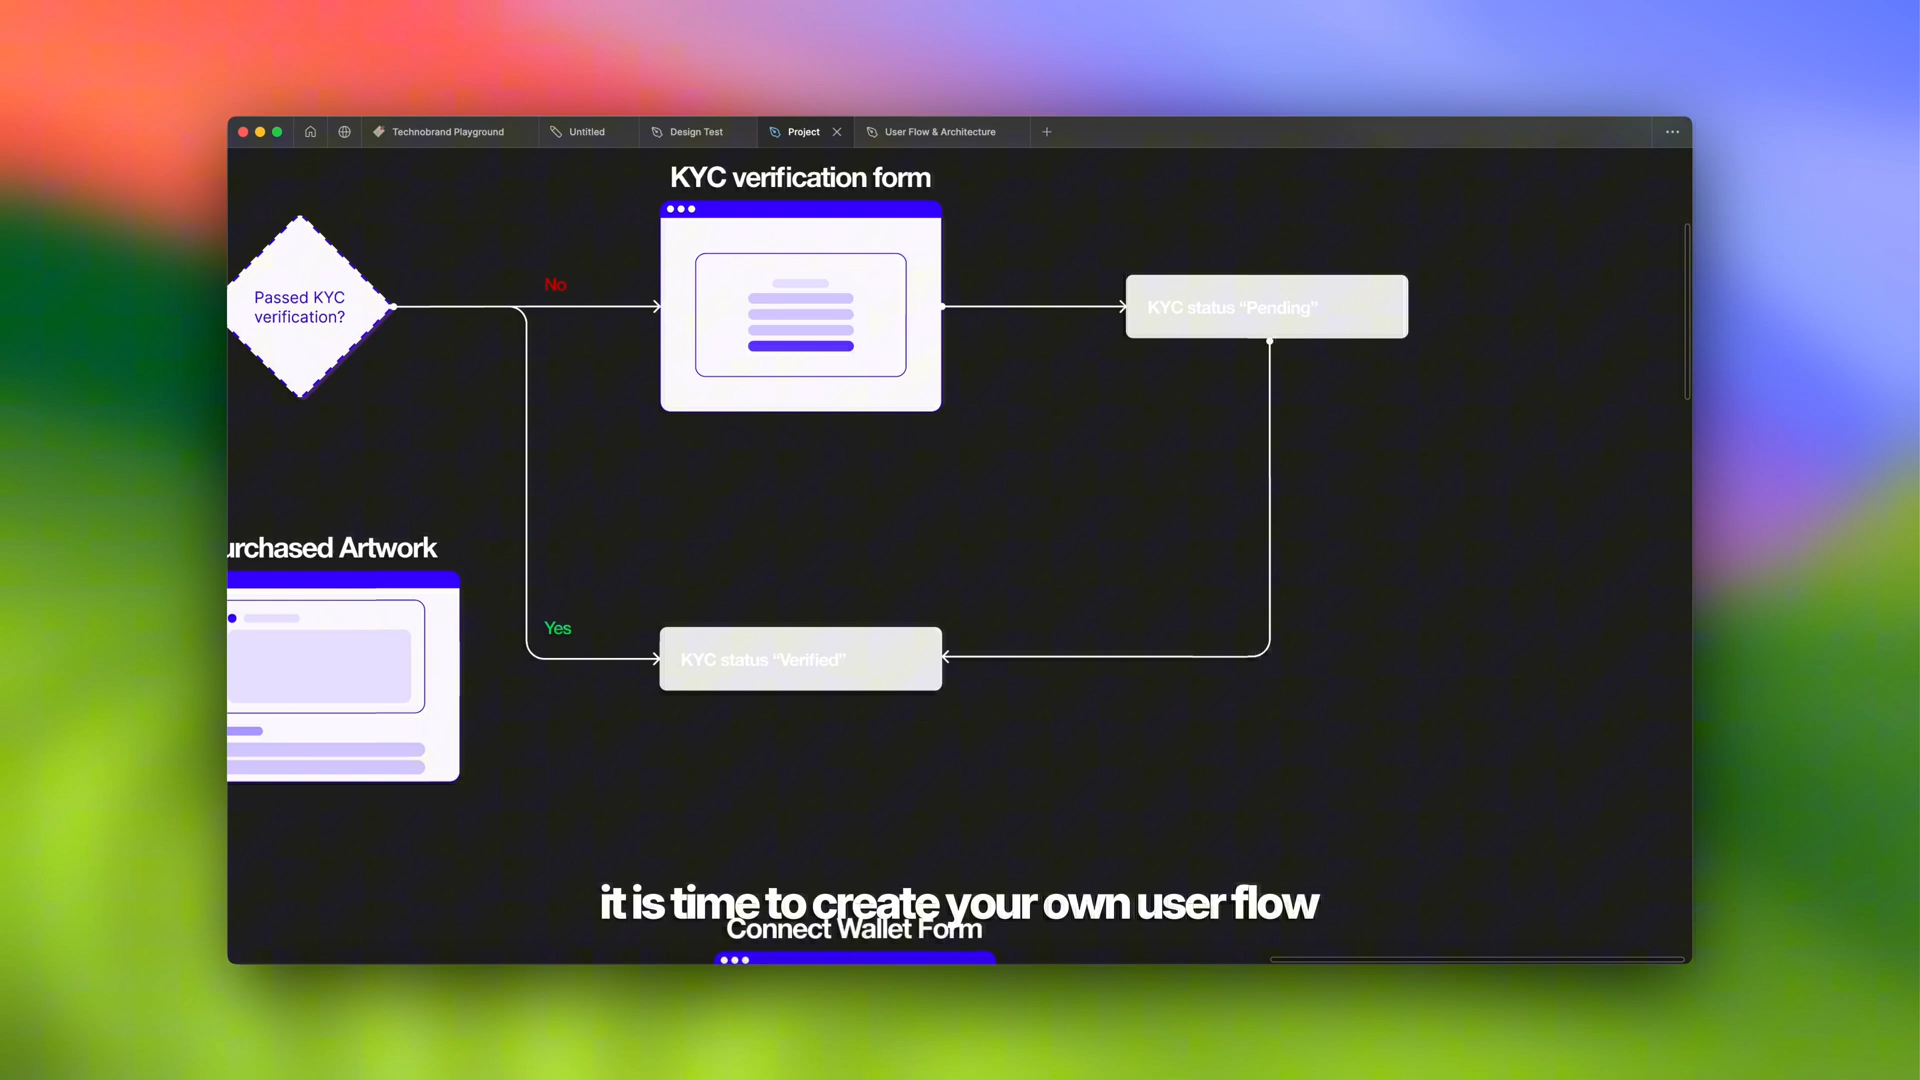 Technobrand Playground
Untitled
Design Test
Project
User Flow & Architecture
KYC verification form
No
Passed KYC
verification?
KYC status “Pending”
urchased Artwork
Yes
KYC status “Verified”
it is time to create your own user flow
Connect Wallet Form